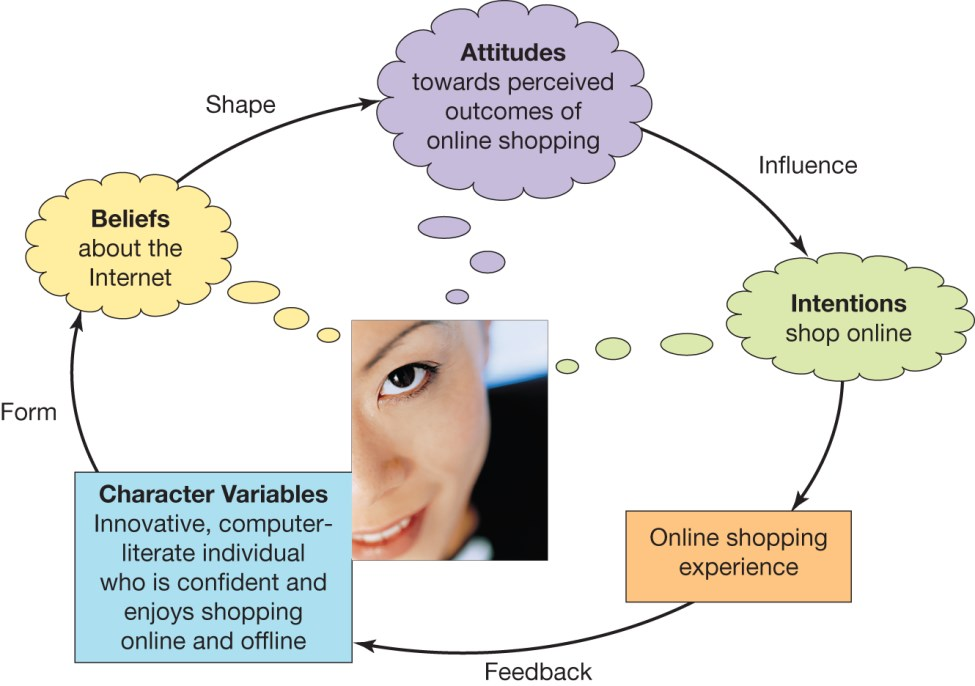 Attitudes
towards perceived
outcomes of
online shopping
Shape
Influence
Beliefs
about the
Internet
Intentions
shop online
Form
Character Variables
Innovative, computer-
literate individual
who is confident and
enjoys shopping
online and offline
Online shopping
experience
Feedback